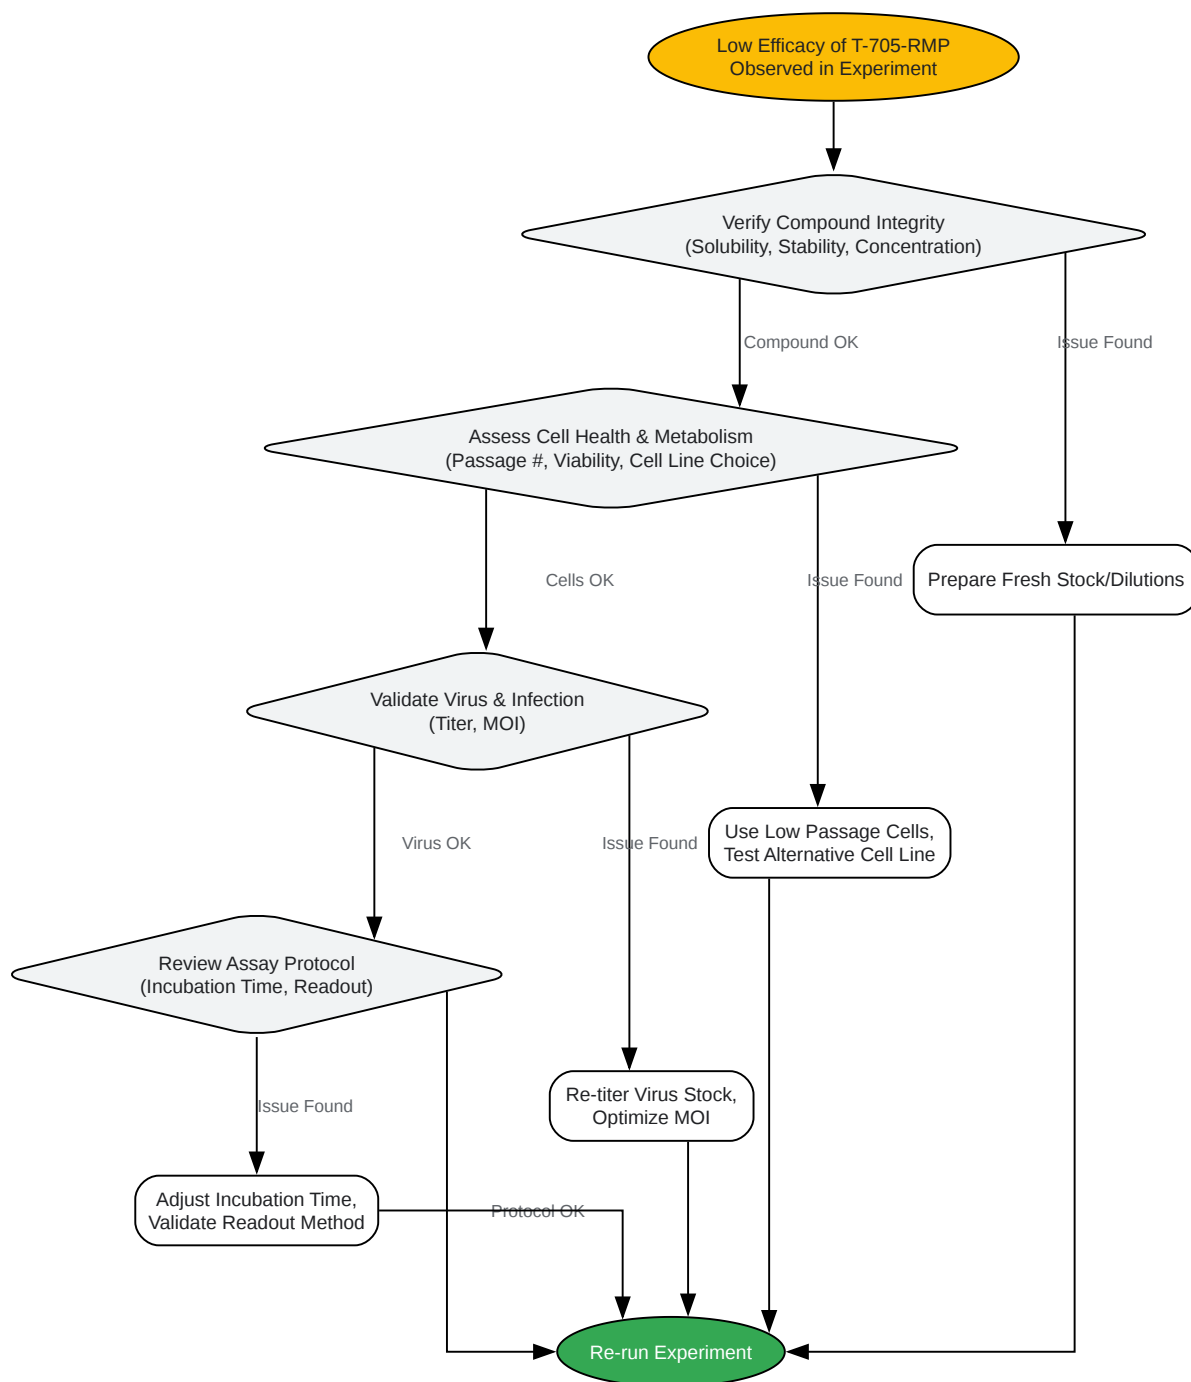 Low Efficacy of T-705-RMP
Observed in Experiment
Verify Compound Integrity
(Solubility, Stability, Concentration)
Compound OK
Issue Found
Assess Cell Health & Metabolism
(Passage #, Viability, Cell Line Choice)
Cells OK
Issue Found
Prepare Fresh Stock/Dilutions
Validate Virus & Infection
(Titer, MOI)
Virus OK
Issue Found
Use Low Passage Cells,
Test Alternative Cell Line
Review Assay Protocol
(Incubation Time, Readout)
Issue Found
Re-titer Virus Stock,
Optimize MOI
Adjust Incubation Time,
Validate Readout Method
Protocol OK
Re-run Experiment